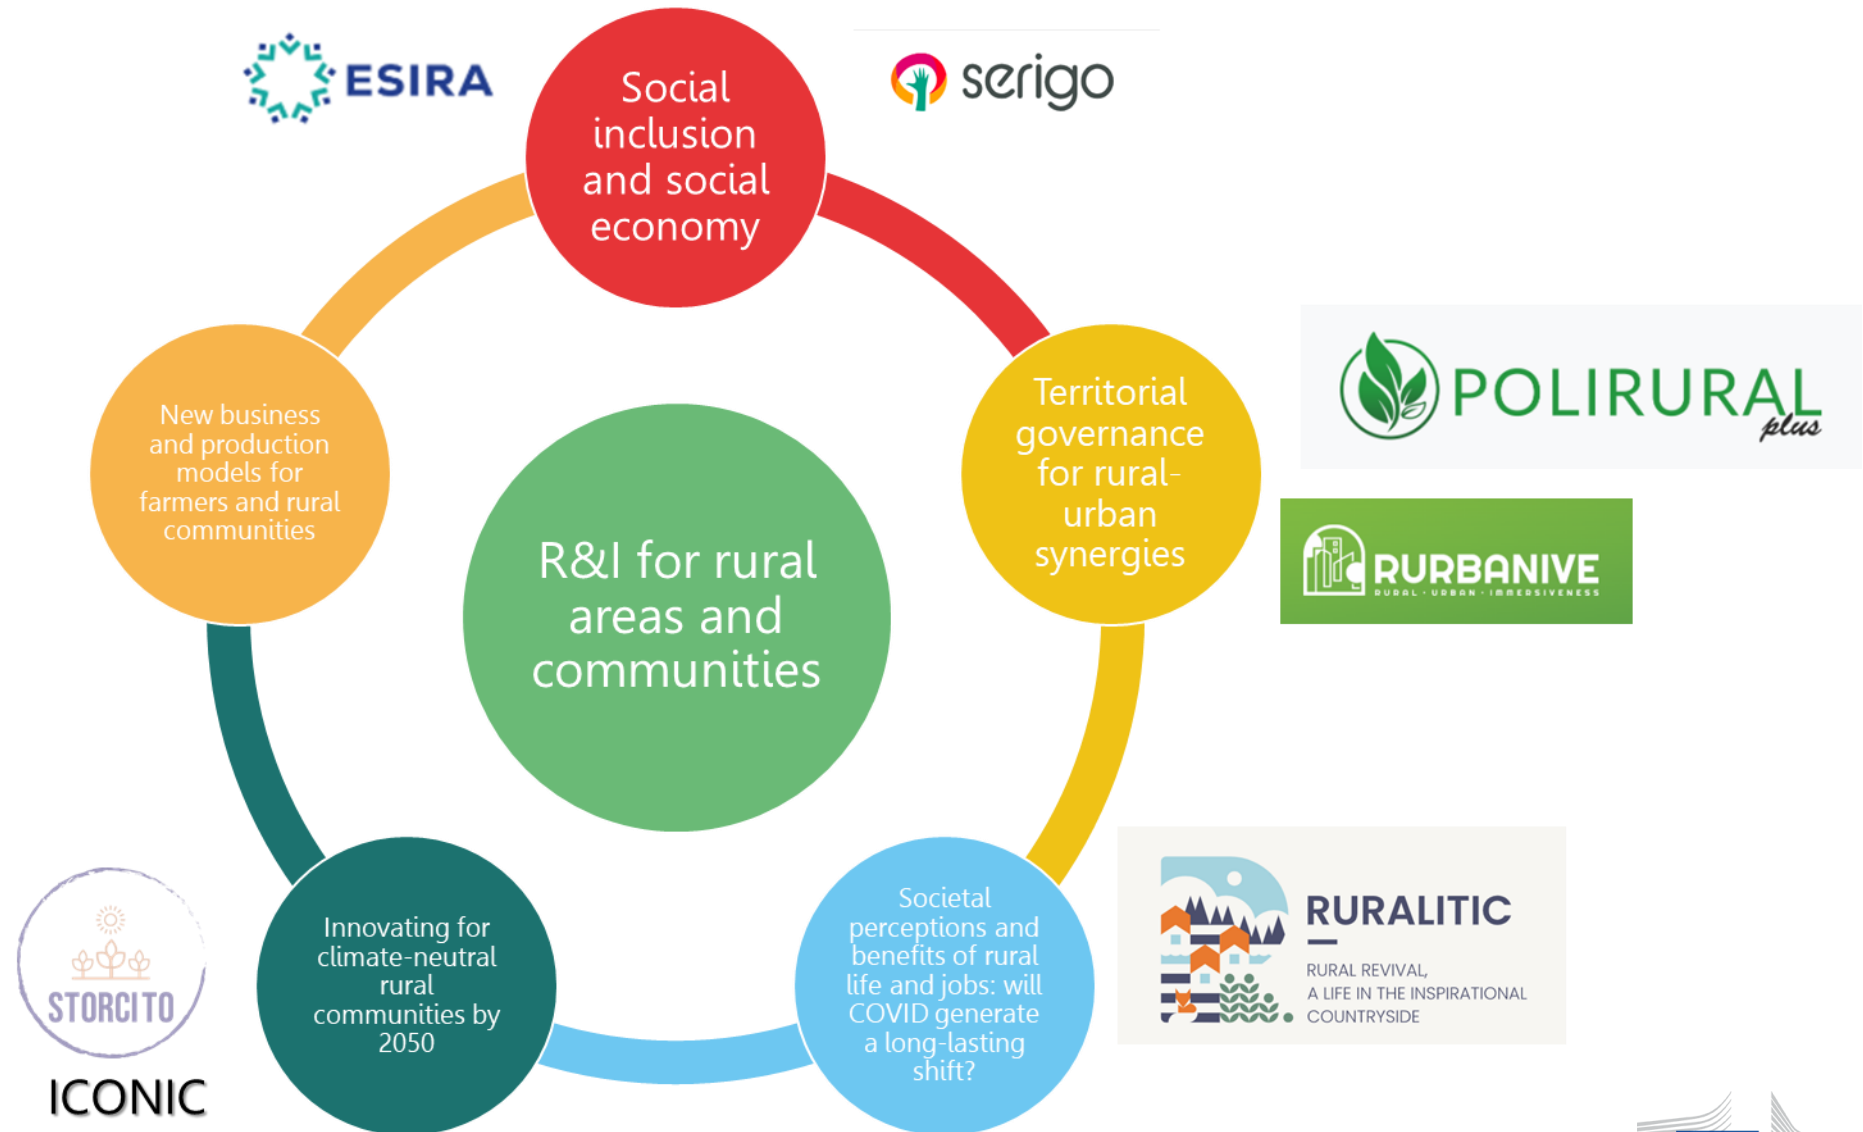 ESIRA
serigo
Social
inclusion
and social
economy
New business
and production
models for
farmers and rural
communities
Territorial
governance
for rural-
urban
synergies
POLIRURAL
plus
RURBANIVE
RURAL · URBAN · IMMERSIVENESS
R&I for rural
areas and
communities
STORCITO
ICONIC
Innovating for
climate-neutral
rural
communities by
2050
Societal
perceptions and
benefits of rural
life and jobs: will
COVID generate
a long-lasting
shift?
RURALITIC
RURAL REVIVAL,
A LIFE IN THE INSPIRATIONAL
COUNTRYSIDE